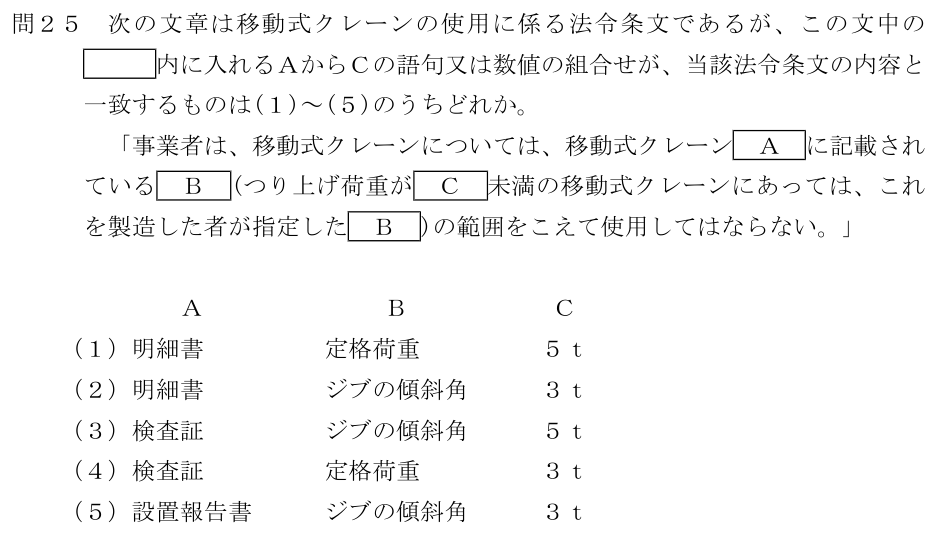 問２５　次の文章は移動式クレーンの使用に係る法令条文であるが、この文中の
内に入れるＡからＣの語句又は数値の組合せが、当該法令条文の内容と
一致するものは（１）～（５）のうちどれか。
「事業者は、移動式クレーンについては、移動式クレーン Ａ に記載され
ている Ｂ （つり上げ荷重が Ｃ 未満の移動式クレーンにあっては、これ
を製造した者が指定した Ｂ ）の範囲をこえて使用してはならない。」
Ａ　Ｂ　Ｃ
（１）明細書　定格荷重　５ｔ
（２）明細書　ジブの傾斜角　３ｔ
（３）検査証　ジブの傾斜角　５ｔ
（４）検査証　定格荷重　３ｔ
（５）設置報告書　ジブの傾斜角　３ｔ